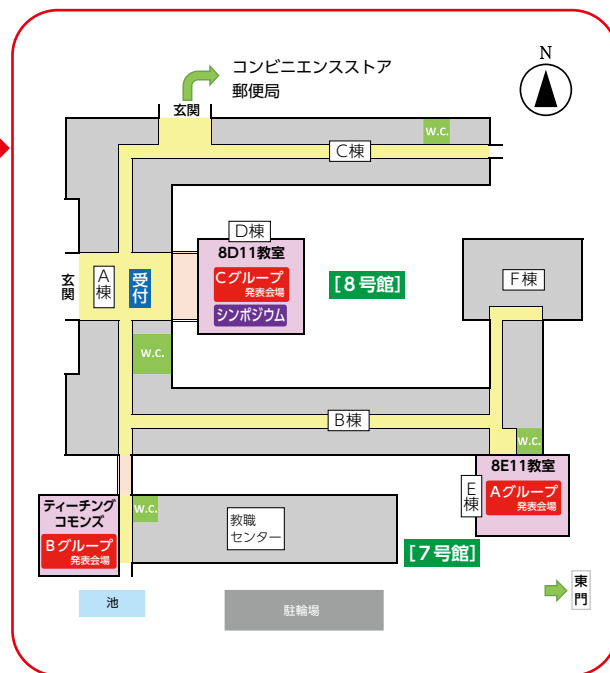 コンビニエンスストア
郵便局
N
玄関
W.C.
C棟
D棟
8D11教室
Cグループ
発表会場
シンポジウム
[8号館]
F棟
玄関
A棟
受付
W.C.
B棟
W.C.
8E11教室
E棟
Aグループ
発表会場
ティーチング
コモンズ
Bグループ
発表会場
W.C.
教職
センター
[7号館]
池
駐輪場
東門